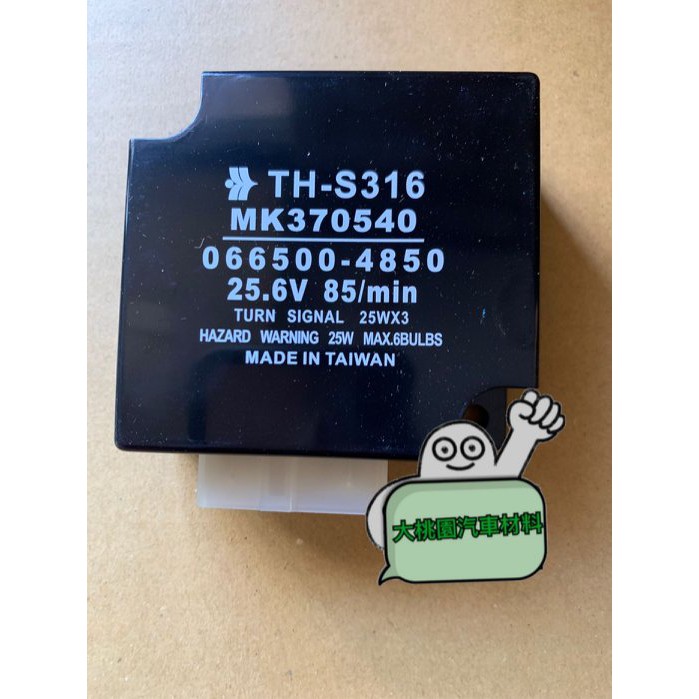 TH-S316
MK370540
066500-4850
25.6V 85/min
TURN SIGNAL 25WX3
HAZARD WARNING 25W MAX.6BULBS
MADE IN TAIWAN
大桃園汽車材料